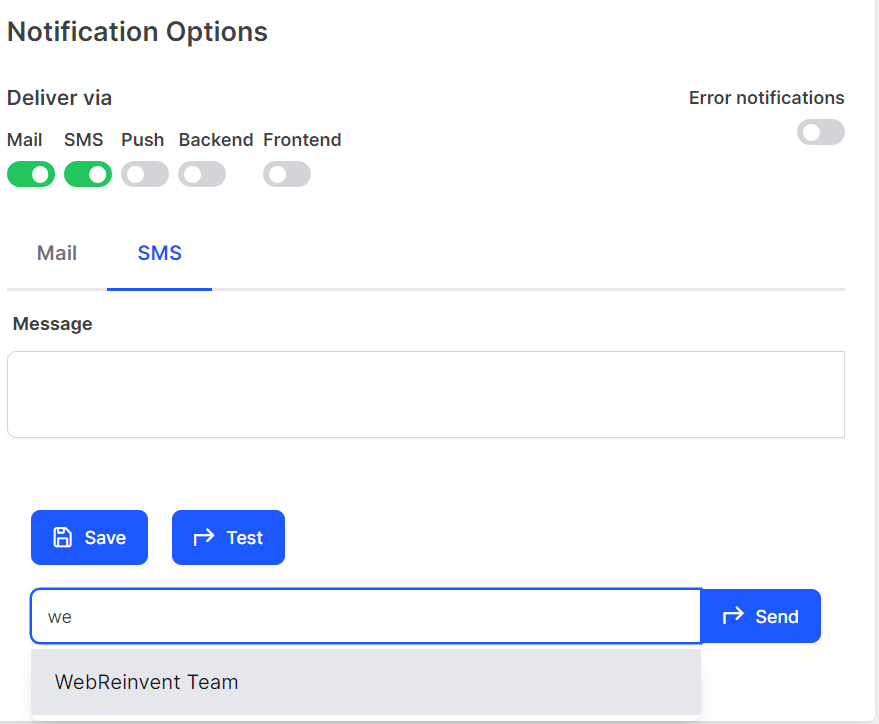 Notification Options
Deliver via
Error notifications
Mail SMS Push Backend Frontend
Mail SMS
Message
Save Test
we
Send
WebReinvent Team